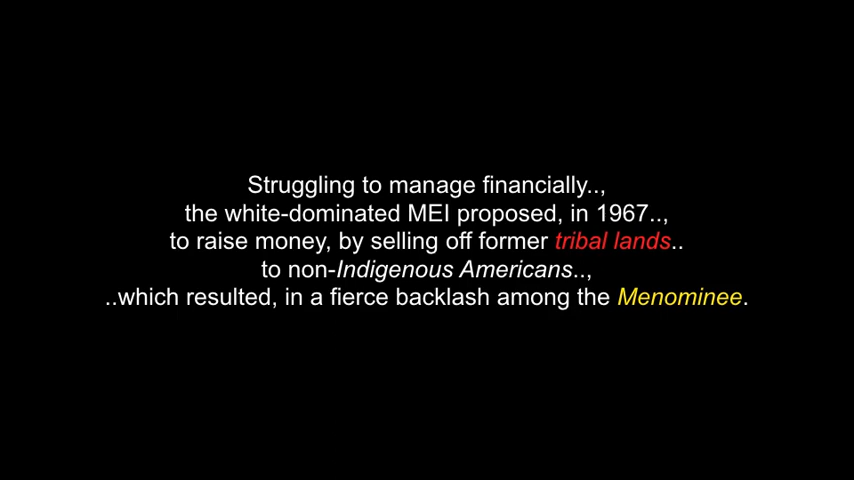 Struggling to manage financially..,
the white-dominated MEI proposed, in 1967..,
to raise money, by selling off former tribal lands..
to non-Indigenous Americans..,
..which resulted, in a fierce backlash among the Menominee.